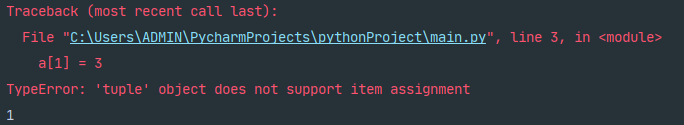 Traceback (most recent call last):
  File "C:\Users\ADMIN\PycharmProjects\pythonProject\main.py", line 3, in <module>
    a[1] = 3
TypeError: 'tuple' object does not support item assignment
1